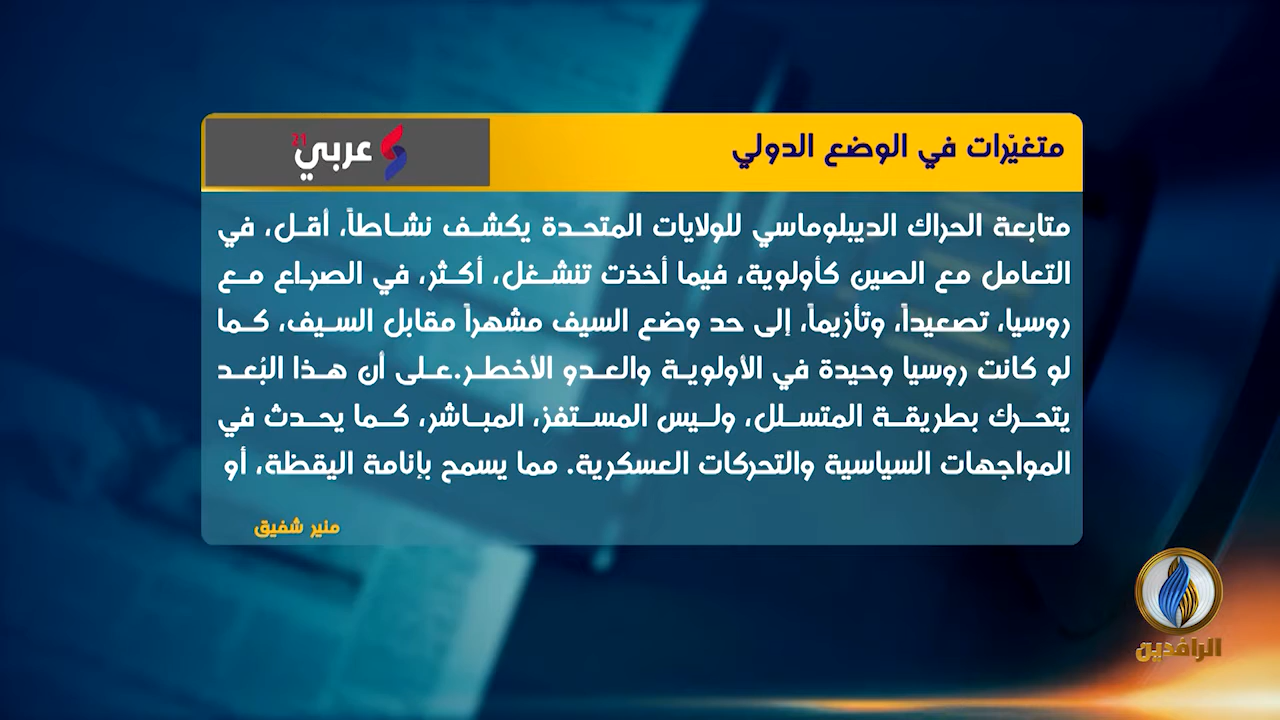 متغيّرات في الوضع الدولي
عربي 21
متابعة الحراك الديبلوماسي للولايات المتحدة يكشف نشاطاً، أقل، في
التعامل مع الصين كأولوية، فيما أخذت تنشغل، أكثر، في الصراع مع
روسيا، تصعيداً، وتأزيماً، إلى حد وضع السيف مشهراً مقابل السيف، كما
لو كانت روسيا وحيدة في الأولوية والعدو الأخطر.على أن هذا البُعد
يتحرك بطريقة المتسلل، وليس المستفز، المباشر، كما يحدث في
المواجهات السياسية والتحركات العسكرية. مما يسمح بإنامة اليقظة، أو
منير شفيق
الرافدين